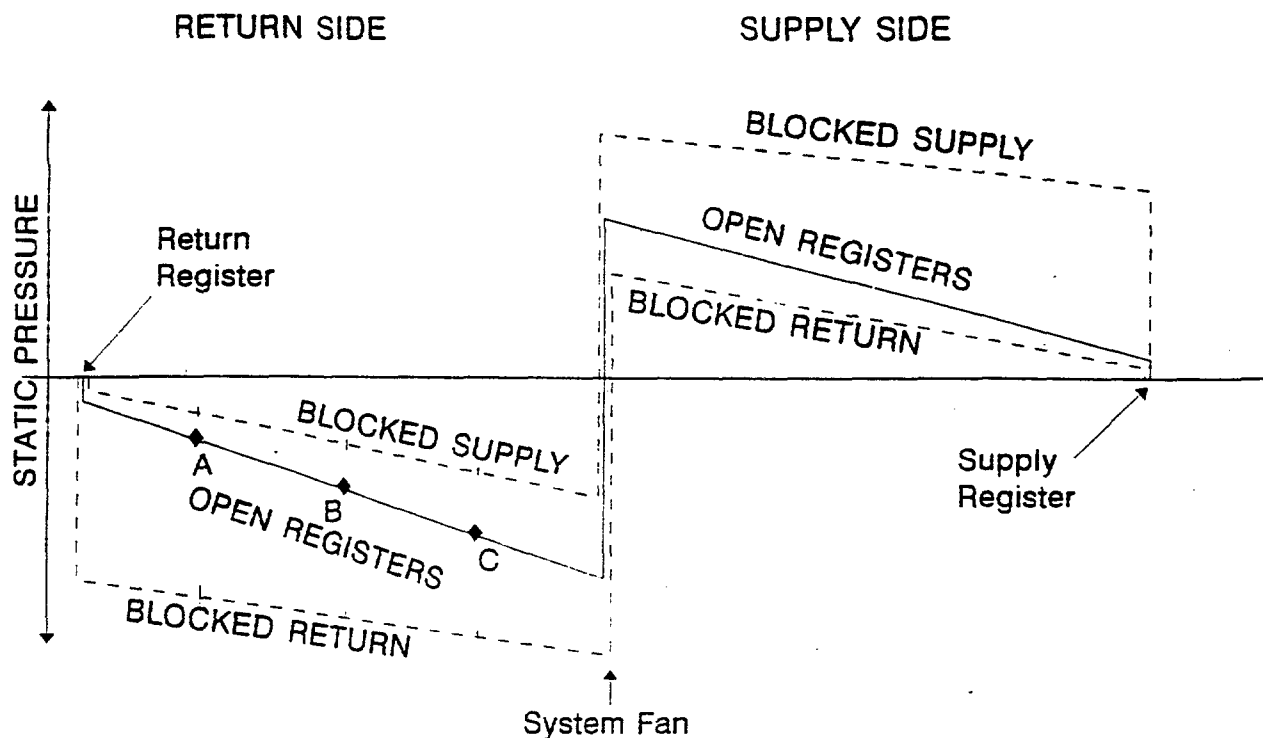 RETURN SIDE
SUPPLY SIDE
STATIC PRESSURE
BLOCKED SUPPLY
OPEN REGISTERS
BLOCKED RETURN
Return
Register
BLOCKED SUPPLY
A
B
C
OPEN REGISTERS
BLOCKED RETURN
Supply
Register
System Fan